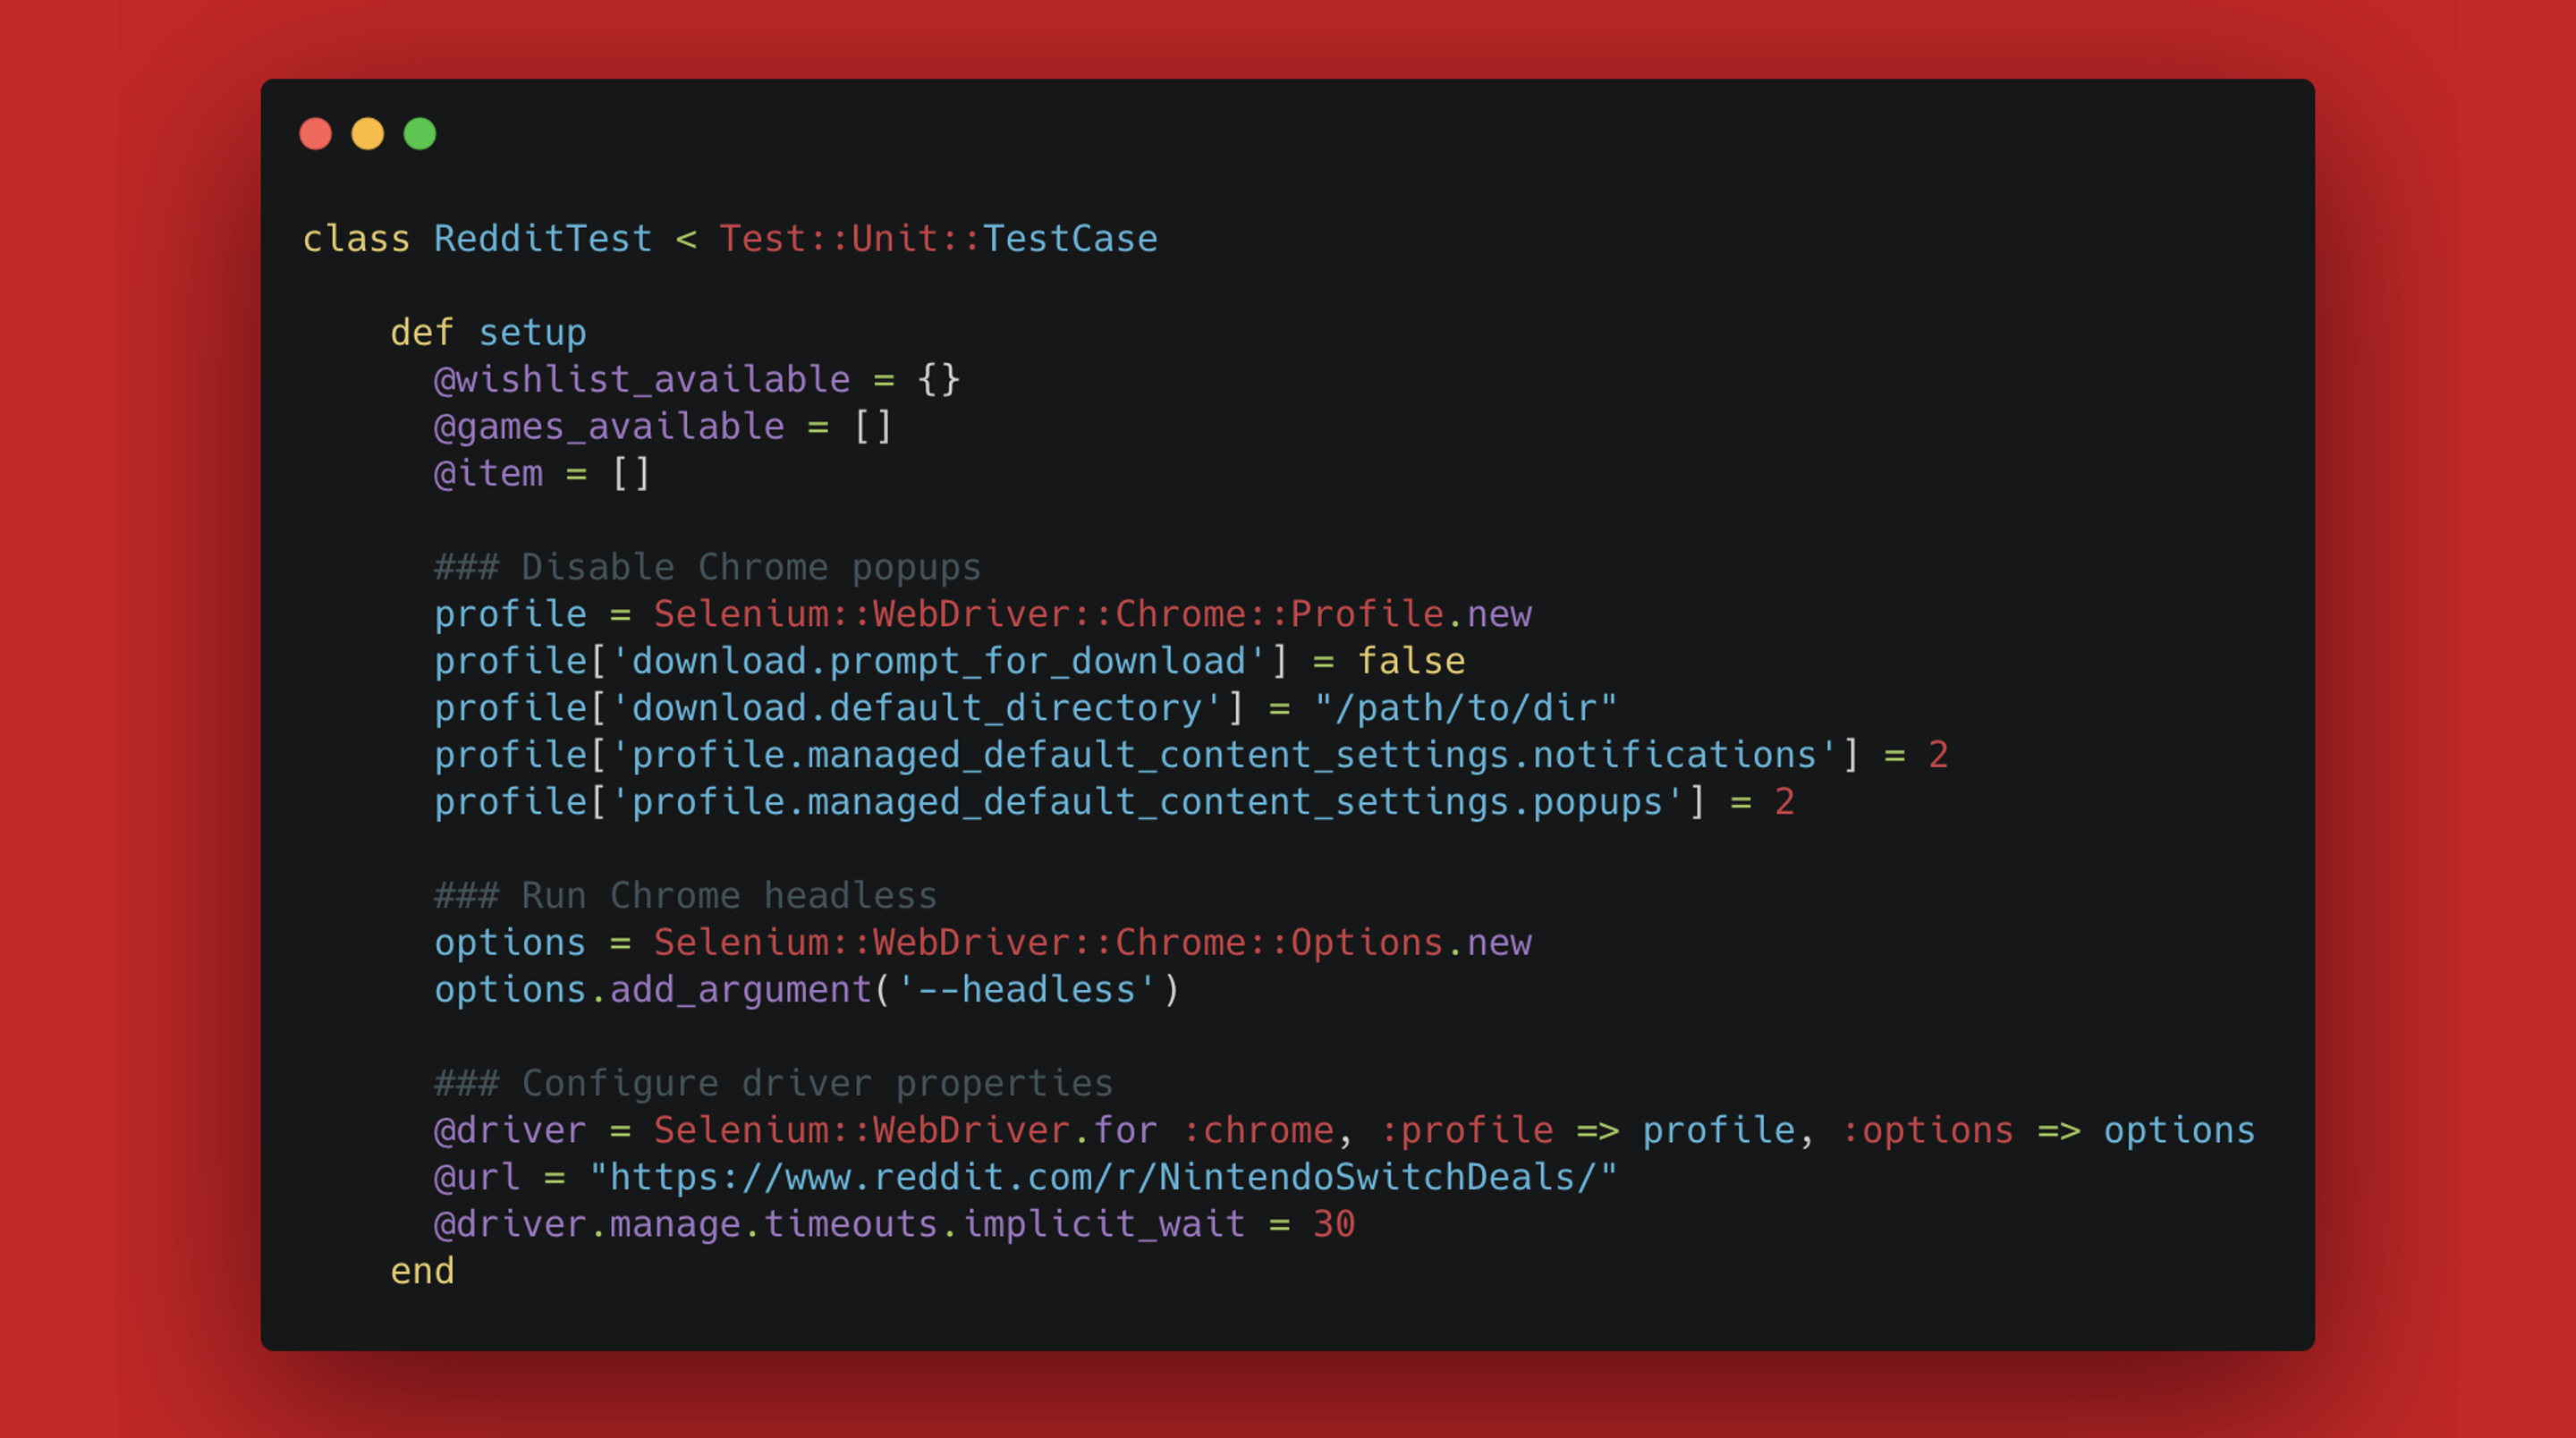 class RedditTest < Test::Unit::TestCase
def setup
@wishlist_available = {}
@games_available = []
@item = []
### Disable Chrome popups
profile = Selenium::WebDriver::Chrome::Profile.new
profile['download.prompt_for_download'] = false
profile['download.default_directory'] = "/path/to/dir"
profile['profile.managed_default_content_settings.notifications'] = 2
profile['profile.managed_default_content_settings.popups'] = 2
### Run Chrome headless
options = Selenium::WebDriver::Chrome::Options.new
options.add_argument('--headless')
### Configure driver properties
@driver = Selenium::WebDriver.for :chrome, :profile => profile, :options => options
@url = "https://www.reddit.com/r/NintendoSwitchDeals/"
@driver.manage.timeouts.implicit_wait = 30
end